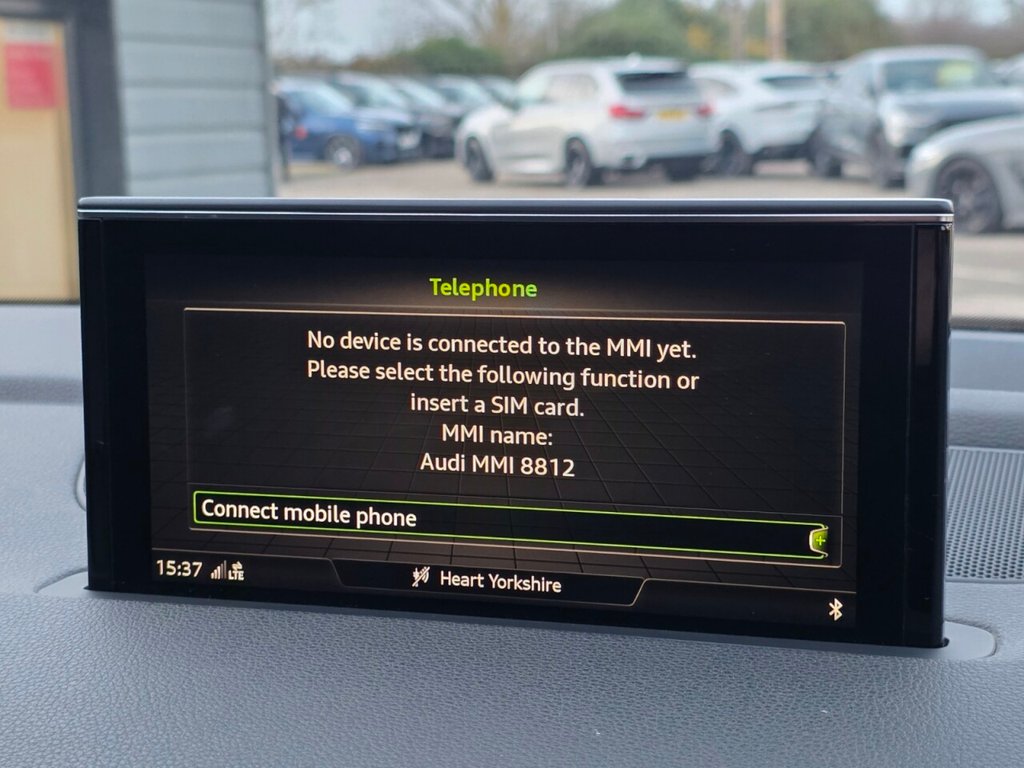 Telephone
No device is connected to the MMI yet.
Please select the following function or
insert a SIM card.
MMI name:
Audi MMI 8812
Connect mobile phone
15:37 LTE Heart Yorkshire